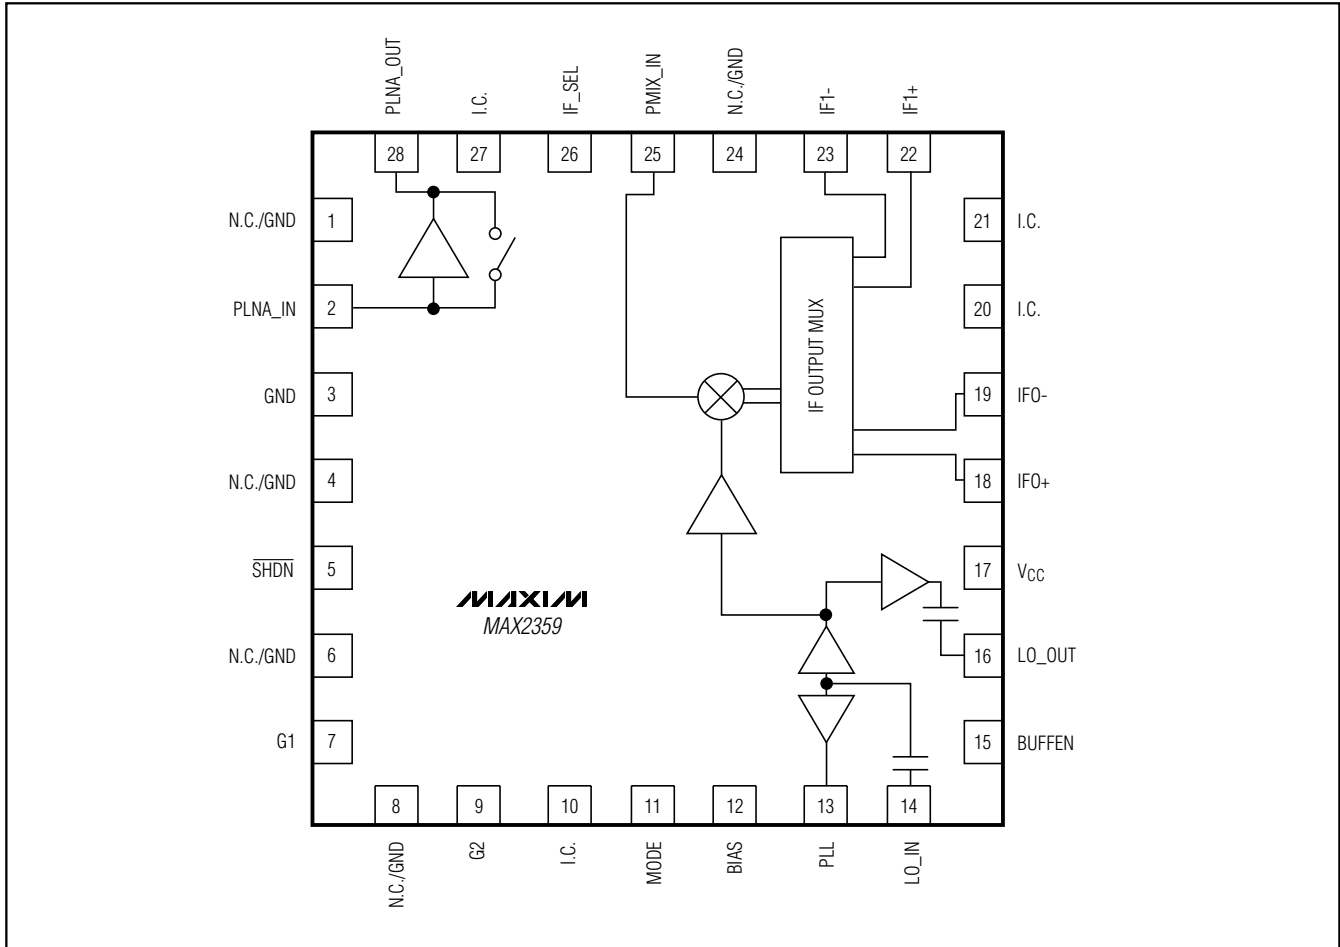 PLNA_OUT
I.C.
IF_SEL
PMIX_IN
N.C./GND
IF1-
IF1+
28
27
26
25
24
23
22
N.C./GND
1
PLNA_IN
2
GND
3
N.C./GND
4
SHDN
5
N.C./GND
6
G1
7
IF OUTPUT MUX
MAXIM
MAX2359
21
I.C.
20
I.C.
19
IF0-
18
IF0+
17
VCC
16
LO_OUT
15
BUFFEN
8
9
10
11
12
13
14
N.C./GND
G2
I.C.
MODE
BIAS
PLL
LO_IN